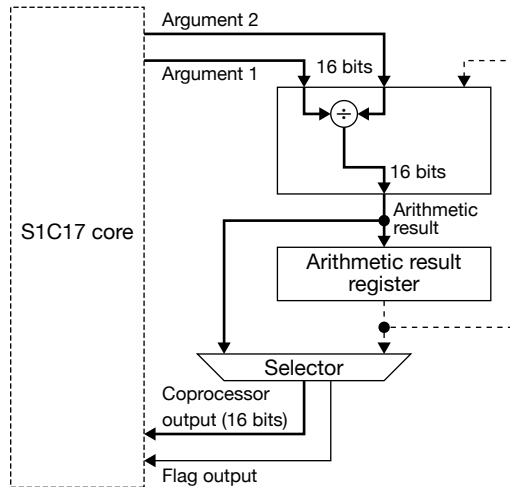 Argument 2
Argument 1
16 bits
÷
16 bits
S1C17 core
Arithmetic
result
Arithmetic result
register
Selector
Coprocessor
output (16 bits)
Flag output